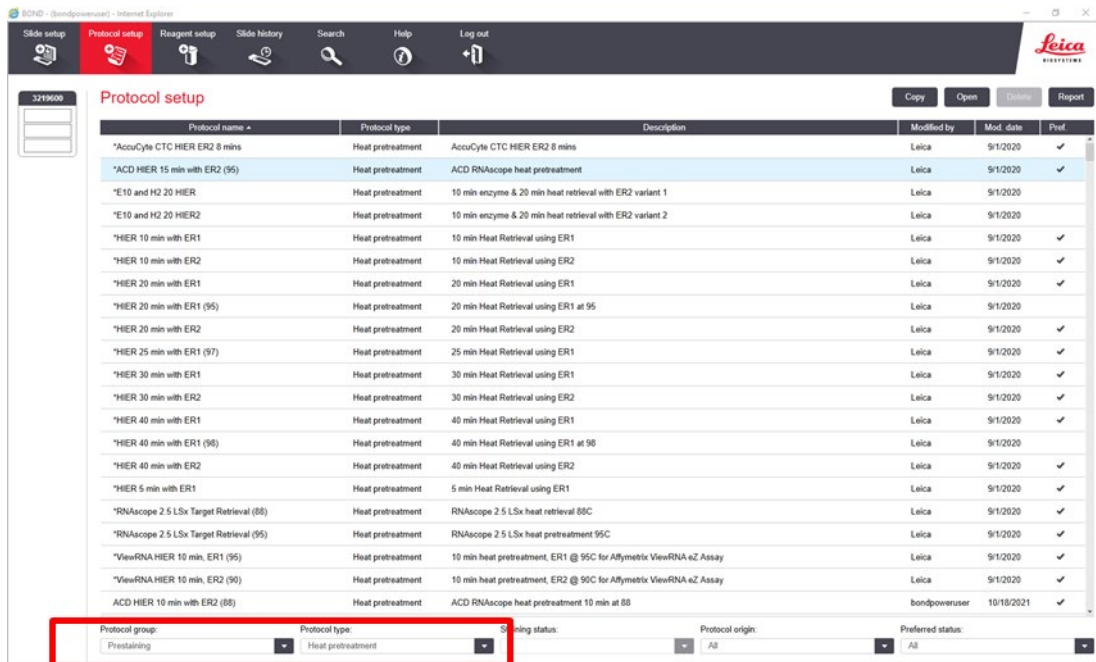 BOND - (bondpoweruser) - Internet Explorer
Slide setup Protocol setup Reagent setup Slide history Search Help Log out
Leica
BIOSYSTEMS
3219600
Protocol setup
Copy Open Delete Report
Protocol name Protocol type Description Modified by Mod. date Pref.
*AccuCyte CTC HIER ER2 8 mins Heat pretreatment AccuCyte CTC HIER ER2 8 mins Leica 9/1/2020 ✔
*ACD HIER 15 min with ER2 (95) Heat pretreatment ACD RNAscope heat pretreatment Leica 9/1/2020 ✔
*E10 and H2 20 HIER Heat pretreatment 10 min enzyme & 20 min heat retrieval with ER2 variant 1 Leica 9/1/2020
*E10 and H2 20 HIER2 Heat pretreatment 10 min enzyme & 20 min heat retrieval with ER2 variant 2 Leica 9/1/2020
*HIER 10 min with ER1 Heat pretreatment 10 min Heat Retrieval using ER1 Leica 9/1/2020 ✔
*HIER 10 min with ER2 Heat pretreatment 10 min Heat Retrieval using ER2 Leica 9/1/2020 ✔
*HIER 20 min with ER1 Heat pretreatment 20 min Heat Retrieval using ER1 Leica 9/1/2020 ✔
*HIER 20 min with ER1 (95) Heat pretreatment 20 min Heat Retrieval using ER1 at 95 Leica 9/1/2020
*HIER 20 min with ER2 Heat pretreatment 20 min Heat Retrieval using ER2 Leica 9/1/2020 ✔
*HIER 25 min with ER1 (97) Heat pretreatment 25 min Heat Retrieval using ER1 Leica 9/1/2020 ✔
*HIER 30 min with ER1 Heat pretreatment 30 min Heat Retrieval using ER1 Leica 9/1/2020 ✔
*HIER 30 min with ER2 Heat pretreatment 30 min Heat Retrieval using ER2 Leica 9/1/2020 ✔
*HIER 40 min with ER1 Heat pretreatment 40 min Heat Retrieval using ER1 Leica 9/1/2020 ✔
*HIER 40 min with ER1 (98) Heat pretreatment 40 min Heat Retrieval using ER1 at 98 Leica 9/1/2020
*HIER 40 min with ER2 Heat pretreatment 40 min Heat Retrieval using ER2 Leica 9/1/2020 ✔
*HIER 5 min with ER1 Heat pretreatment 5 min Heat Retrieval using ER1 Leica 9/1/2020 ✔
*RNAscope 2.5 LSx Target Retrieval (88) Heat pretreatment RNAscope 2.5 LSx heat retrieval 88C Leica 9/1/2020 ✔
*RNAscope 2.5 LSx Target Retrieval (95) Heat pretreatment RNAscope 2.5 LSx heat pretreatment 95C Leica 9/1/2020 ✔
*ViewRNA HIER 10 min, ER1 (95) Heat pretreatment 10 min heat pretreatment, ER1 @ 95C for Affymetrix ViewRNA eZ Assay Leica 9/1/2020 ✔
*ViewRNA HIER 10 min, ER2 (90) Heat pretreatment 10 min heat pretreatment, ER2 @ 90C for Affymetrix ViewRNA eZ Assay Leica 9/1/2020 ✔
ACD HIER 10 min with ER2 (88) Heat pretreatment ACD RNAscope heat pretreatment 10 min at 88 bondpoweruser 10/18/2021 ✔
Protocol group: Protocol type: status: Protocol origin: Preferred status:
Prestaining Heat pretreatment All All